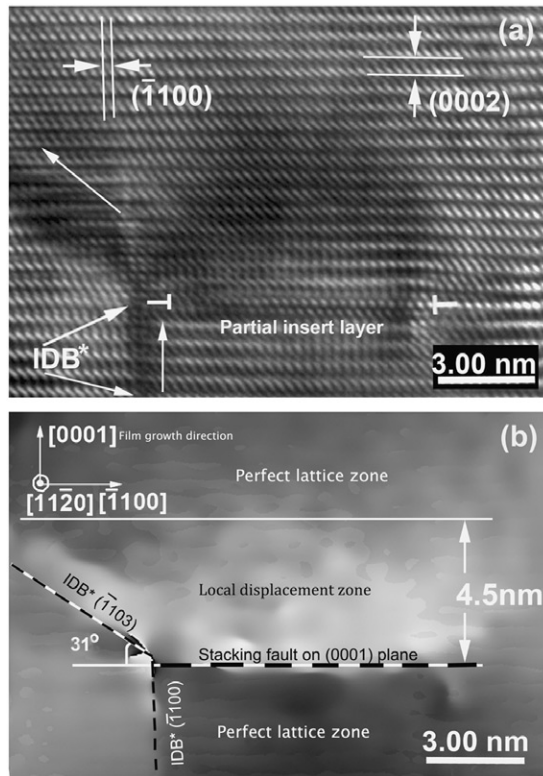 (a)
(1̄100)
(0002)
IDB*
Partial insert layer
3.00 nm
(b)
[0001] Film growth direction
[112̄0] [1̄100]
Perfect lattice zone
IDB* (1̄103)
Local displacement zone
4.5nm
31°
Stacking fault on (0001) plane
IDB* (1̄100)
Perfect lattice zone
3.00 nm